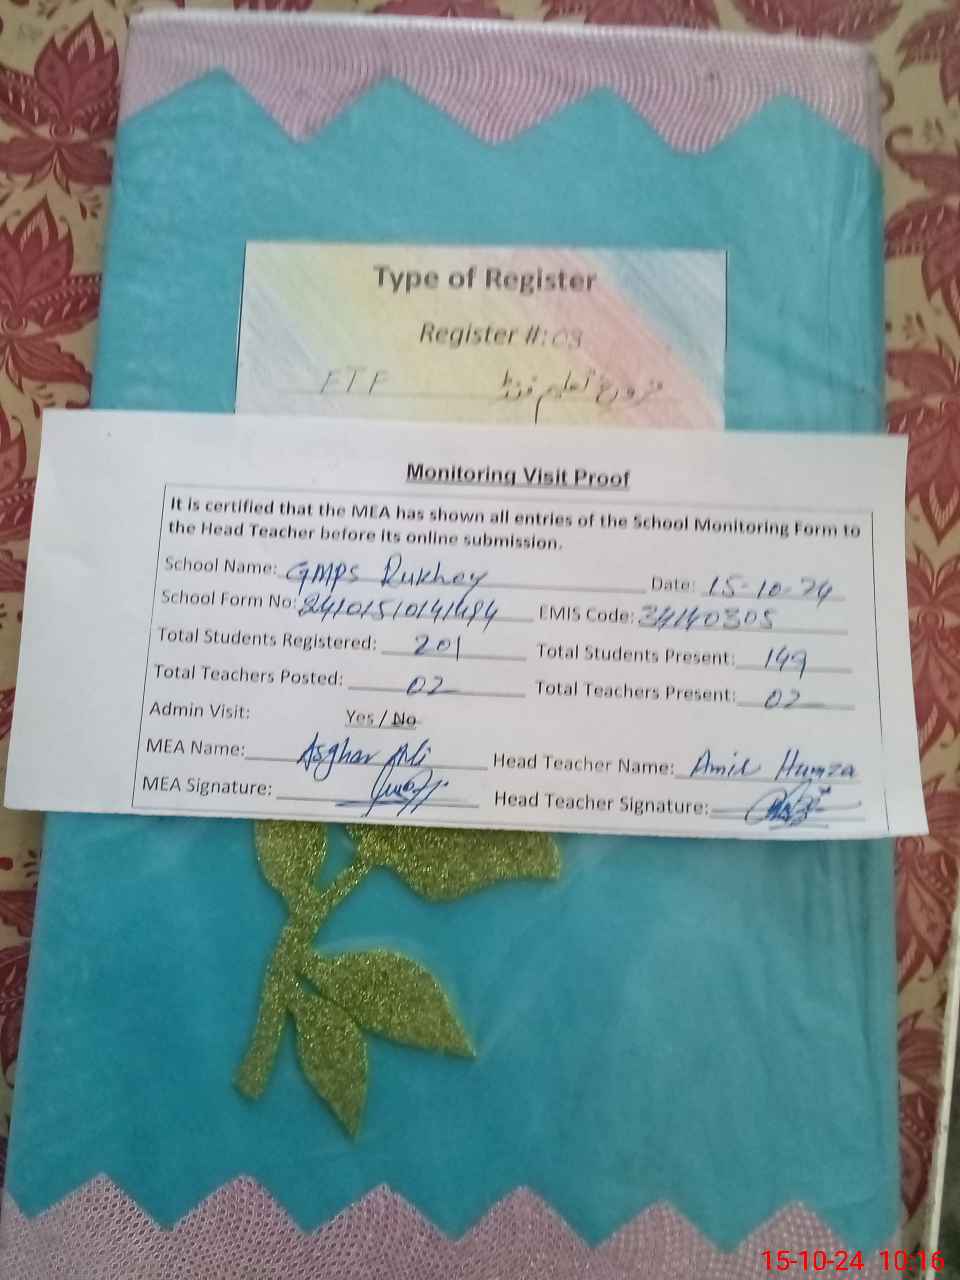 Type of Register
Register #: 03
FTF فروغ تعلیم فنڈ
Monitoring Visit Proof
It is certified that the MEA has shown all entries of the School Monitoring Form to
the Head Teacher before its online submission.
School Name: GMPS Rukhey Date: 15-10-24
School Form No: EMIS Code: 34140305
Total Students Registered: 201 Total Students Present: 149
Total Teachers Posted: 02 Total Teachers Present: 02
Admin Visit: Yes / No
MEA Name: Asghar Ali Head Teacher Name: Amir Hamza
MEA Signature: Head Teacher Signature:
15-10-24 10:16